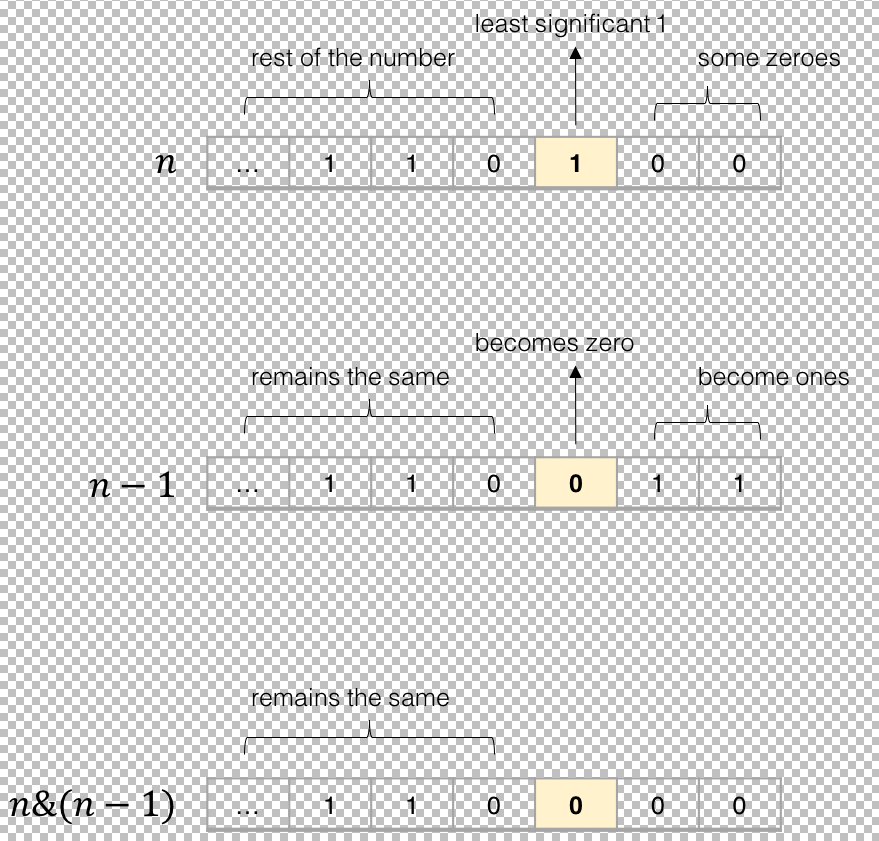 least significant 1
rest of the number
some zeroes
n ... 1 1 0 1 0 0
becomes zero
remains the same
become ones
n − 1 ... 1 1 0 0 1 1
remains the same
n&(n − 1) ... 1 1 0 0 0 0